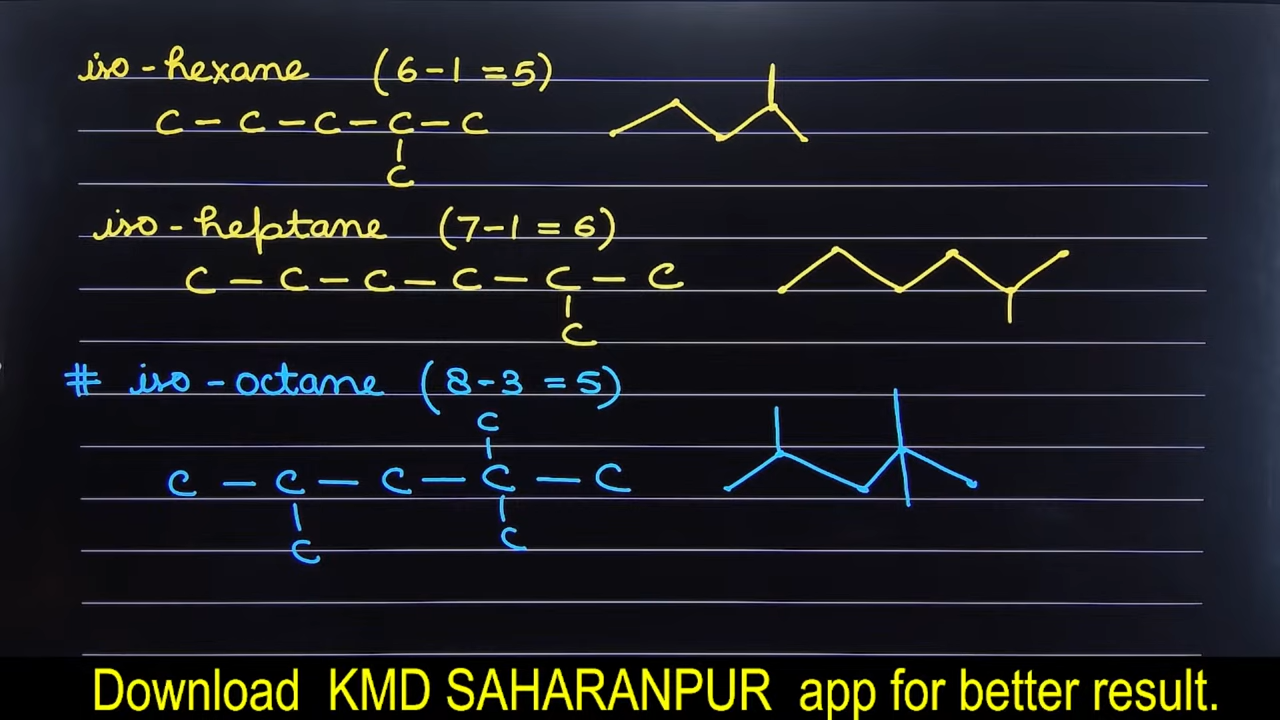 iso - hexane (6 - 1 = 5)
C - C - C - C - C
C
iso - heptane (7 - 1 = 6)
C - C - C - C - C - C
C
# iso - octane (8 - 3 = 5)
C
C - C - C - C - C
C C
Download KMD SAHARANPUR app for better result.